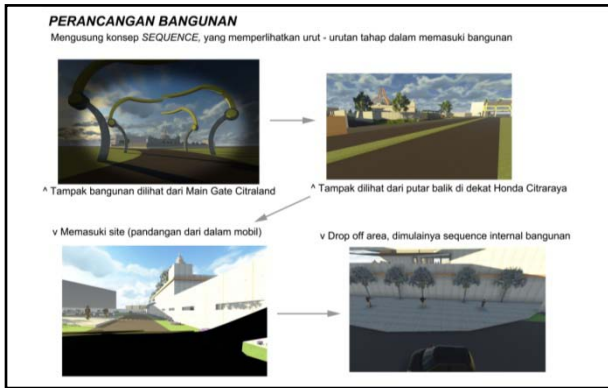 PERANCANGAN BANGUNAN
Mengusung konsep SEQUENCE, yang memperlihatkan urut - urutan tahap dalam memasuki bangunan
^ Tampak bangunan dilihat dari Main Gate Citraland
^ Tampak dilihat dari putar balik di dekat Honda Citraraya
v Memasuki site (pandangan dari dalam mobil)
v Drop off area, dimulainya sequence internal bangunan